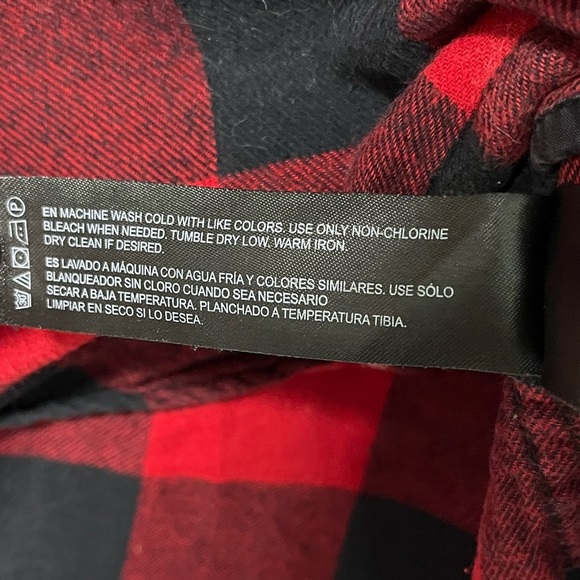 EN MACHINE WASH COLD WITH LIKE COLORS. USE ONLY NON-CHLORINE
BLEACH WHEN NEEDED. TUMBLE DRY LOW. WARM IRON.
DRY CLEAN IF DESIRED.
ES LAVADO A MÁQUINA CON AGUA FRÍA Y COLORES SIMILARES. USE SÓLO
BLANQUEADOR SIN CLORO CUANDO SEA NECESARIO
SECAR A BAJA TEMPERATURA. PLANCHADO A TEMPERATURA TIBIA.
LIMPIAR EN SECO SI LO DESEA.
30
P